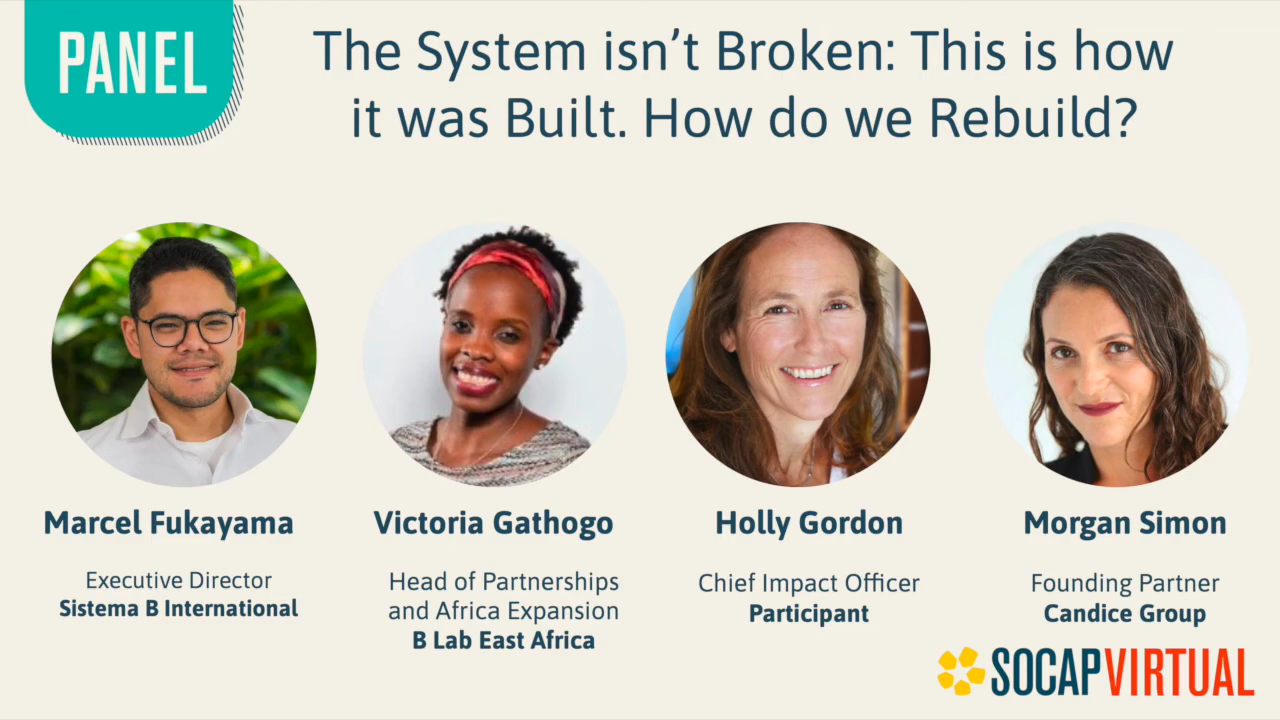 PANEL
The System isn’t Broken: This is how
it was Built. How do we Rebuild?
Marcel Fukayama
Executive Director
Sistema B International
Victoria Gathogo
Head of Partnerships
and Africa Expansion
B Lab East Africa
Holly Gordon
Chief Impact Officer
Participant
Morgan Simon
Founding Partner
Candice Group
SOCAPVIRTUAL